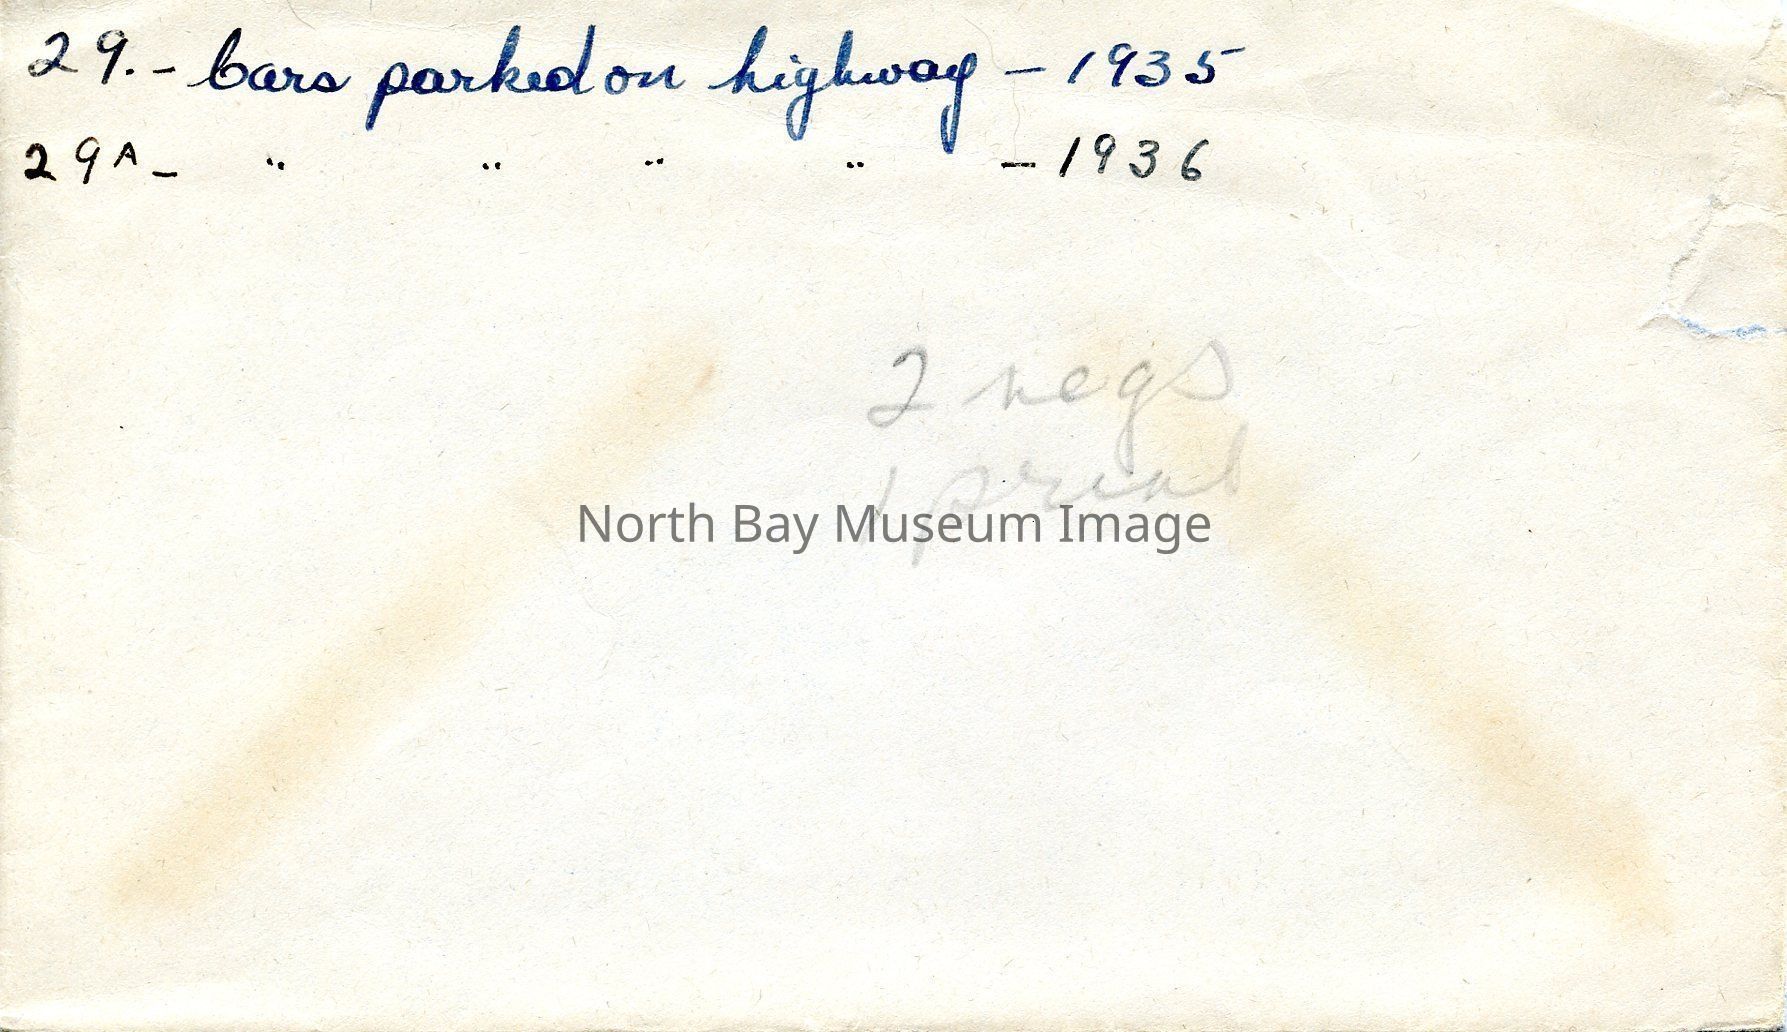 29. - Cars parked on highway - 1935
29A - " " " " - 1936
2 negs
1 print
North Bay Museum Image